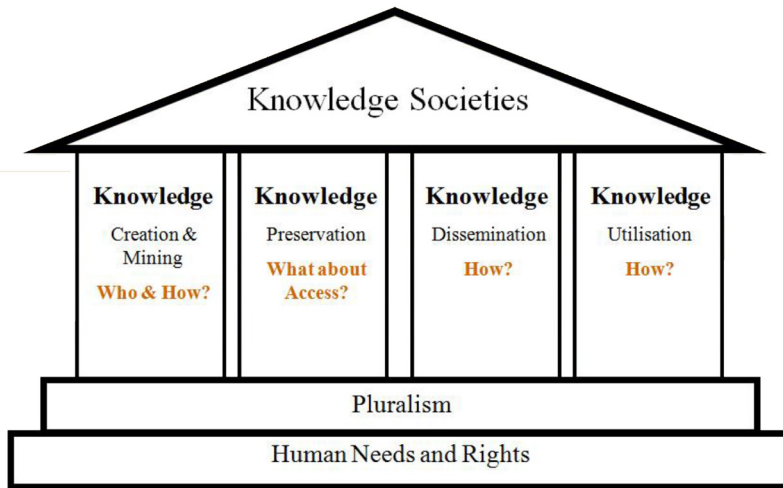 Knowledge Societies
Knowledge
Creation &
Mining
Who & How?
Knowledge
Preservation
What about
Access?
Knowledge
Dissemination
How?
Knowledge
Utilisation
How?
Pluralism
Human Needs and Rights